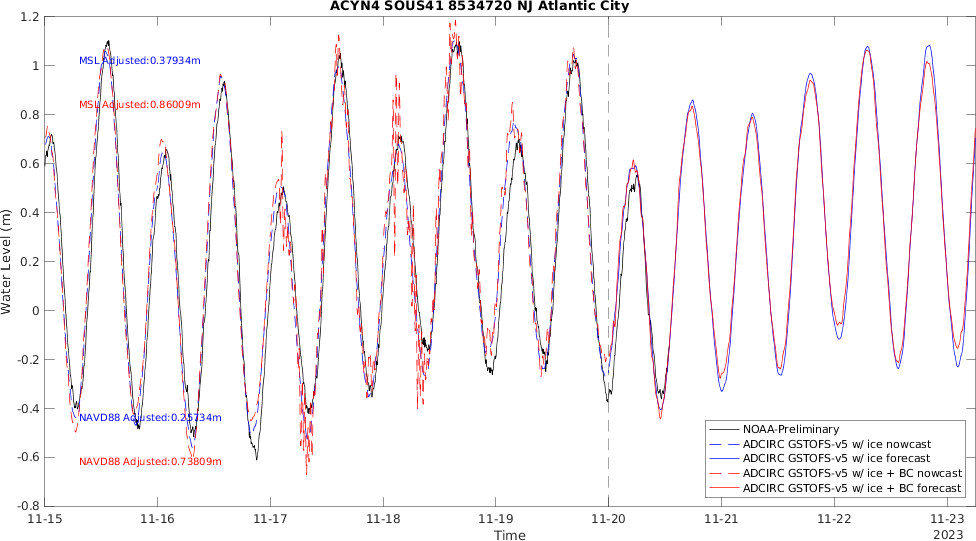 ACYN4 SOUS41 8534720 NJ Atlantic City
1.2
1
0.8
0.6
0.4
0.2
0
-0.2
-0.4
-0.6
-0.8
Water Level (m)
MSL Adjusted:0.37934m
MSL Adjusted:0.86009m
NAVD88 Adjusted:0.25734m
NAVD88 Adjusted:0.73809m
NOAA-Preliminary
ADCIRC GSTOFS-v5 w/ ice nowcast
ADCIRC GSTOFS-v5 w/ ice forecast
ADCIRC GSTOFS-v5 w/ ice + BC nowcast
ADCIRC GSTOFS-v5 w/ ice + BC forecast
11-15 11-16 11-17 11-18 11-19 11-20 11-21 11-22 11-23
Time
2023